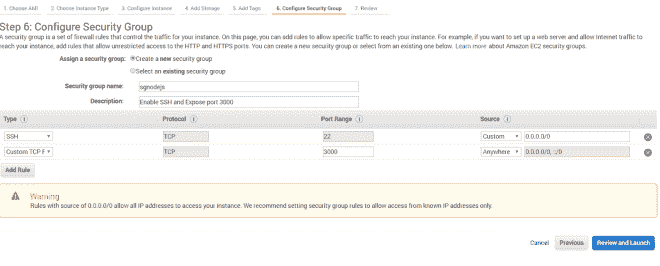 1. Choose AMI 2. Choose Instance Type 3. Configure Instance 4. Add Storage 5. Add Tags 6. Configure Security Group 7. Review
Step 6: Configure Security Group
A security group is a set of firewall rules that control the traffic for your instance. On this page, you can add rules to allow specific traffic to reach your instance. For example, if you want to set up a web server and allow Internet traffic to
reach your instance, add rules that allow unrestricted access to the HTTP and HTTPS ports. You can create a new security group or select from an existing one below. Learn more about Amazon EC2 security groups.
Assign a security group: Create a new security group
Select an existing security group
Security group name: sgnodejs
Description: Enable SSH and Expose port 3000
Type Protocol Port Range Source
SSH TCP 22 Custom 0.0.0.0/0
Custom TCP F TCP 3000 Anywhere 0.0.0.0/0, ::/0
Add Rule
Warning
Rules with source of 0.0.0.0/0 allow all IP addresses to access your instance. We recommend setting security group rules to allow access from known IP addresses only.
Cancel Previous Review and Launch